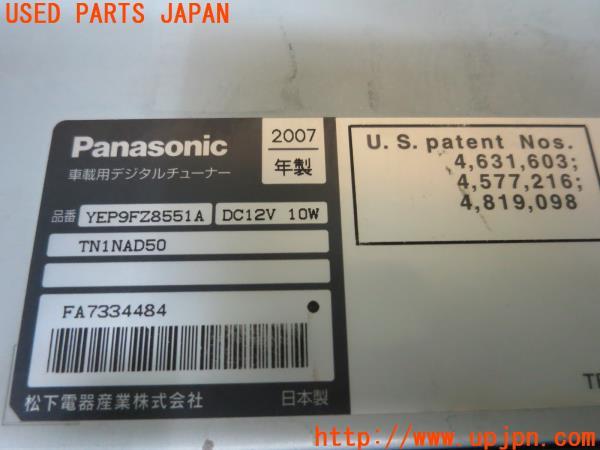 USED PARTS JAPAN
Panasonic
2007
年製
車載用デジタルチューナー
品番 YEP9FZ8551A DC12V 10W
TN1NAD50
FA7334484
松下電器産業株式会社 日本製
U.S. patent Nos.
4,631,603;
4,577,216;
4,819,098
http://www.upjpn.com/